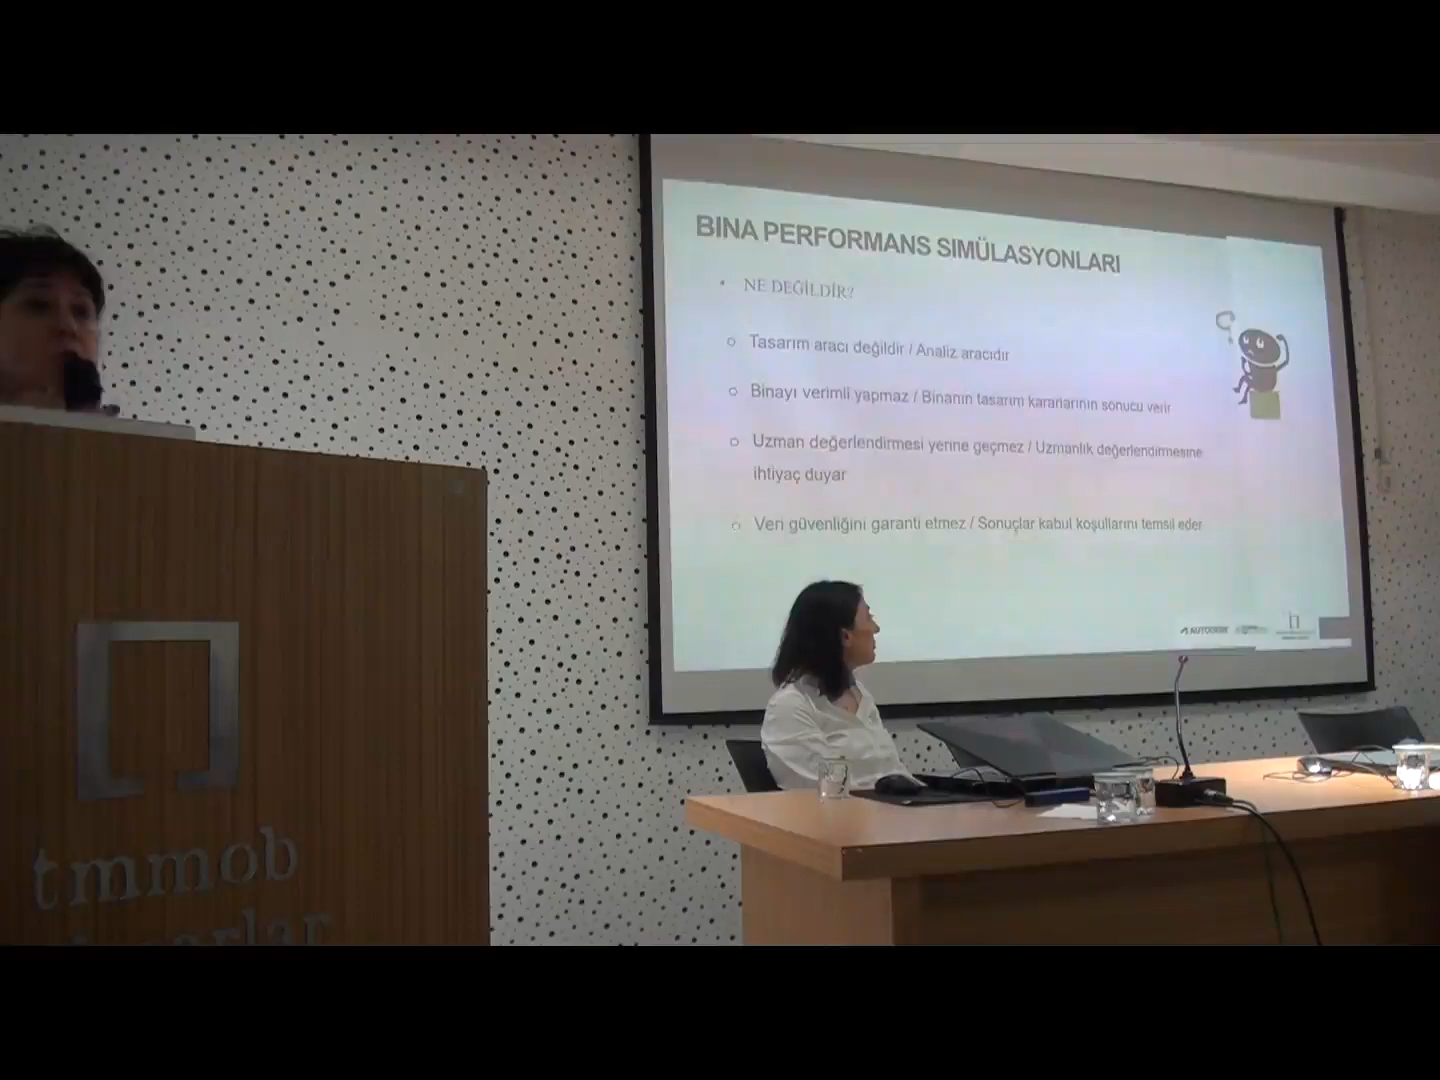 BINA PERFORMANS SIMÜLASYONLARI
• NE DEĞİLDİR?
○ Tasarım aracı değildir / Analiz aracıdır
○ Binayı verimli yapmaz / Binanın tasarım kararlarının sonucu verir
○ Uzman değerlendirmesi yerine geçmez / Uzmanlık değerlendirmesine
ihtiyaç duyar
○ Veri güvenliğini garanti etmez / Sonuçlar kabul koşullarını temsil eder
AUTODESK
tmmob